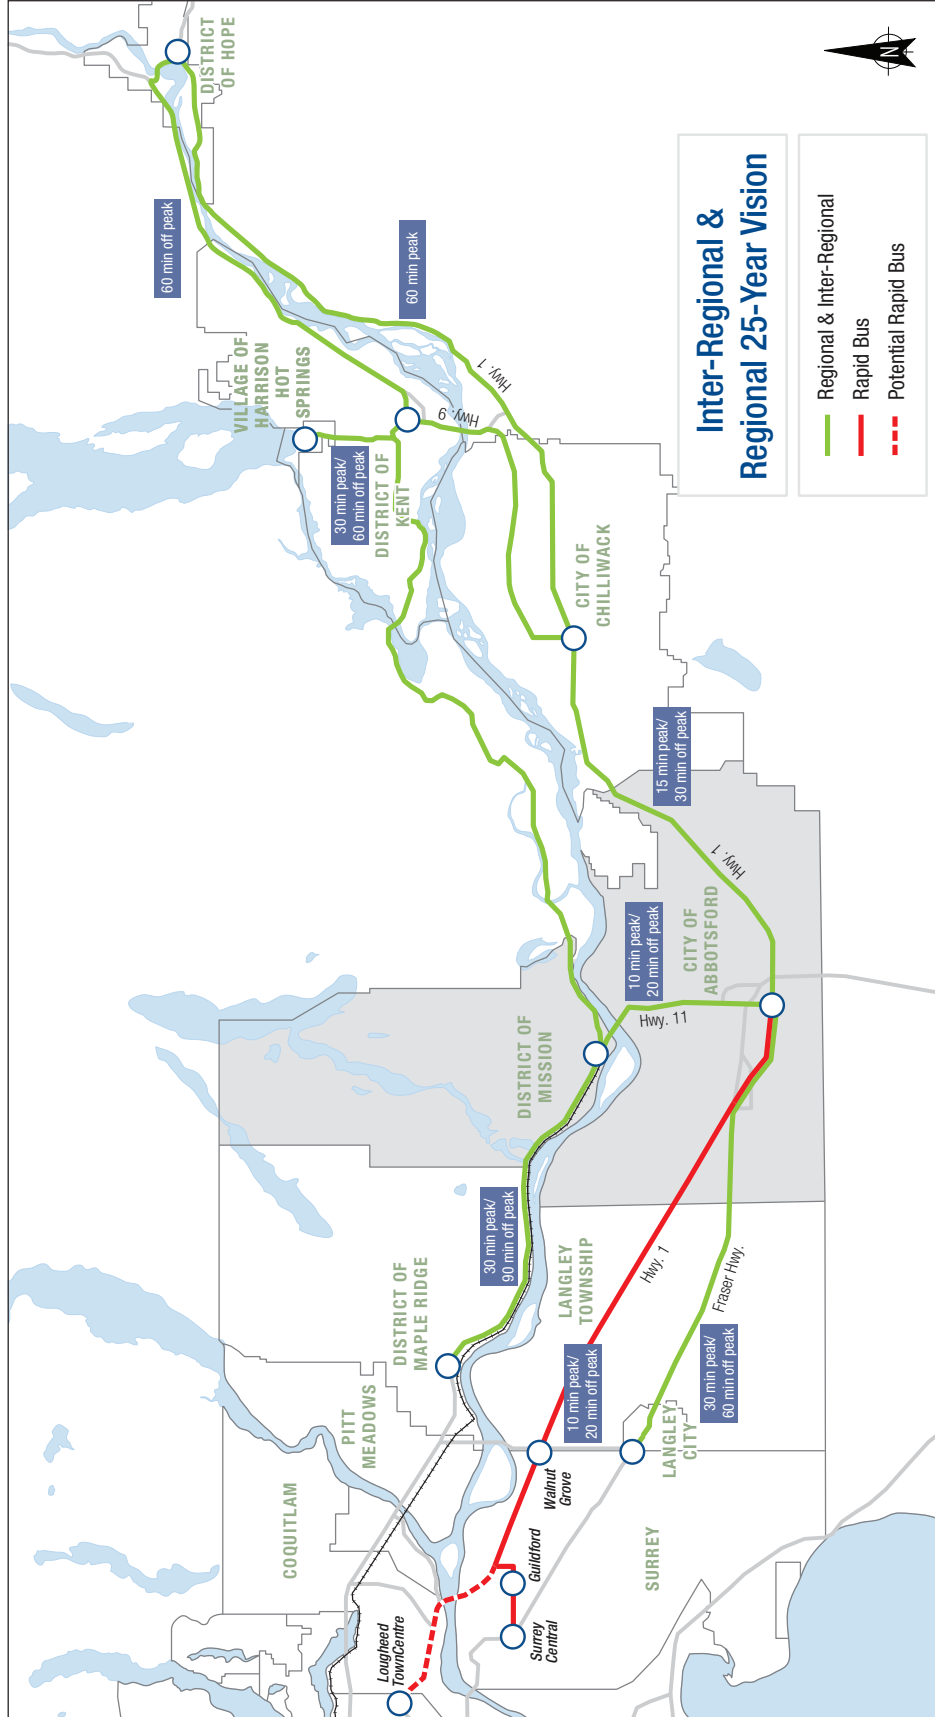 Inter-Regional &
Regional 25-Year Vision
Regional & Inter-Regional
Rapid Bus
Potential Rapid Bus
N
DISTRICT
OF HOPE
60 min off peak
60 min peak
VILLAGE OF
HARRISON
HOT
SPRINGS
30 min peak/
60 min off peak
DISTRICT OF
KENT
Hwy. 9
Hwy. 1
CITY OF
CHILLIWACK
15 min peak/
30 min off peak
Hwy. 1
CITY OF
ABBOTSFORD
10 min peak/
20 min off peak
Hwy. 11
DISTRICT OF
MISSION
30 min peak/
90 min off peak
DISTRICT OF
MAPLE RIDGE
LANGLEY
TOWNSHIP
Hwy. 1
Fraser Hwy.
10 min peak/
20 min off peak
30 min peak/
60 min off peak
PITT
MEADOWS
LANGLEY
CITY
Walnut
Grove
COQUITLAM
Guildford
SURREY
Surrey
Central
Lougheed
TownCentre